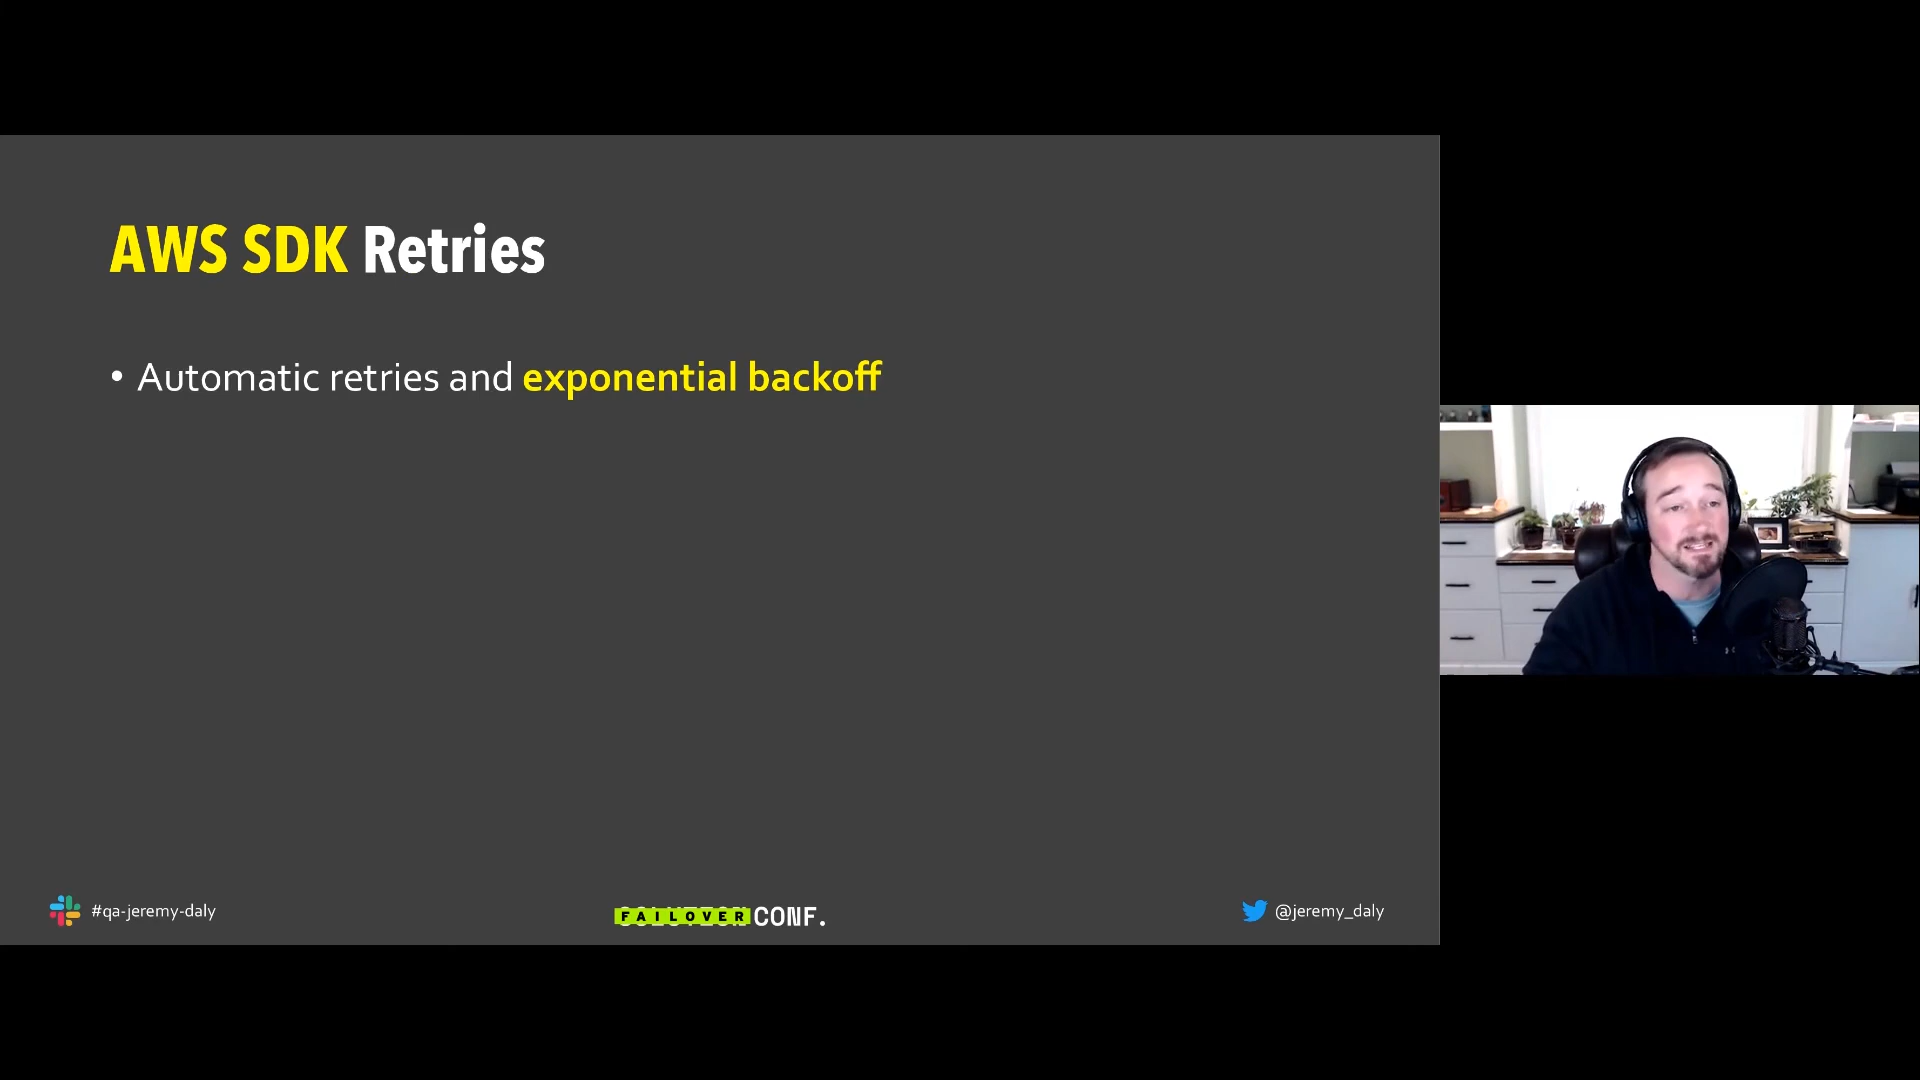 AWS SDK Retries
• Automatic retries and exponential backoff
#qa-jeremy-daly
FAILOVER CONF.
@jeremy_daly